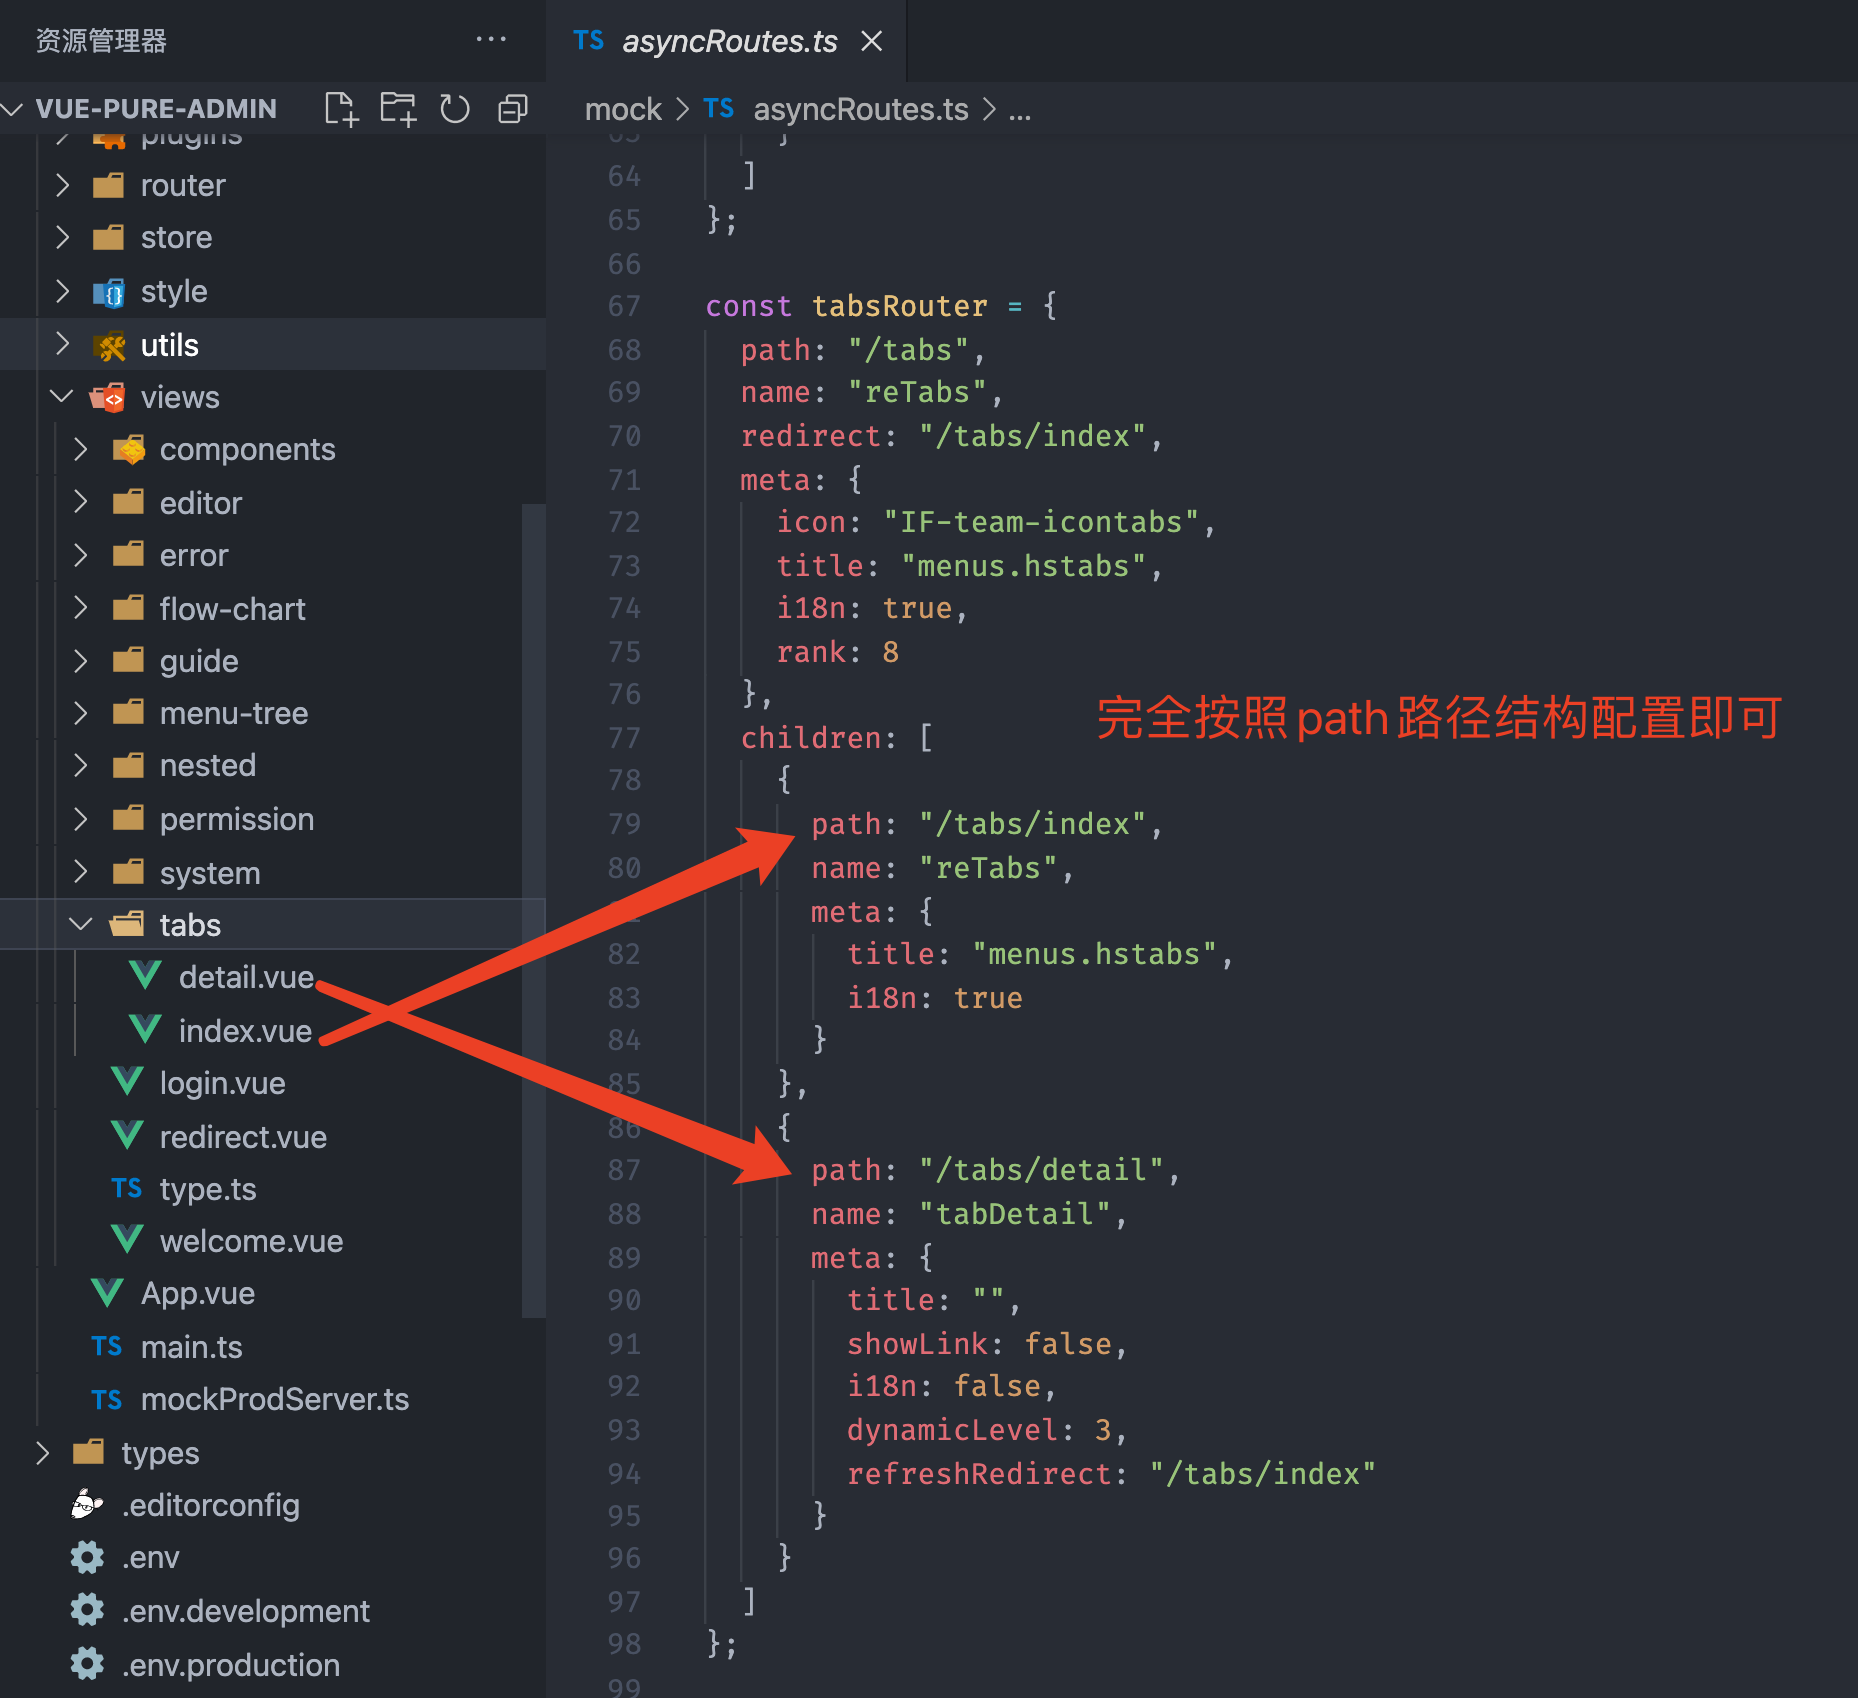 资源管理器
VUE-PURE-ADMIN
plugins
router
store
style
utils
views
components
editor
error
flow-chart
guide
menu-tree
nested
permission
system
tabs
detail.vue
index.vue
login.vue
redirect.vue
TS type.ts
welcome.vue
App.vue
TS main.ts
TS mockProdServer.ts
types
.editorconfig
.env
.env.development
.env.production
TS asyncRoutes.ts
mock > TS asyncRoutes.ts > ...
63 }
64 ]
65 };
66
67 const tabsRouter = {
68 path: "/tabs",
69 name: "reTabs",
70 redirect: "/tabs/index",
71 meta: {
72 icon: "IF-team-icontabs",
73 title: "menus.hstabs",
74 i18n: true,
75 rank: 8
76 },
完全按照path路径结构配置即可
77 children: [
78 {
79 path: "/tabs/index",
80 name: "reTabs",
meta: {
82 title: "menus.hstabs",
83 i18n: true
84 }
85 },
86 {
87 path: "/tabs/detail",
88 name: "tabDetail",
89 meta: {
90 title: "",
91 showLink: false,
92 i18n: false,
93 dynamicLevel: 3,
94 refreshRedirect: "/tabs/index"
95 }
96 }
97 ]
98 };
99